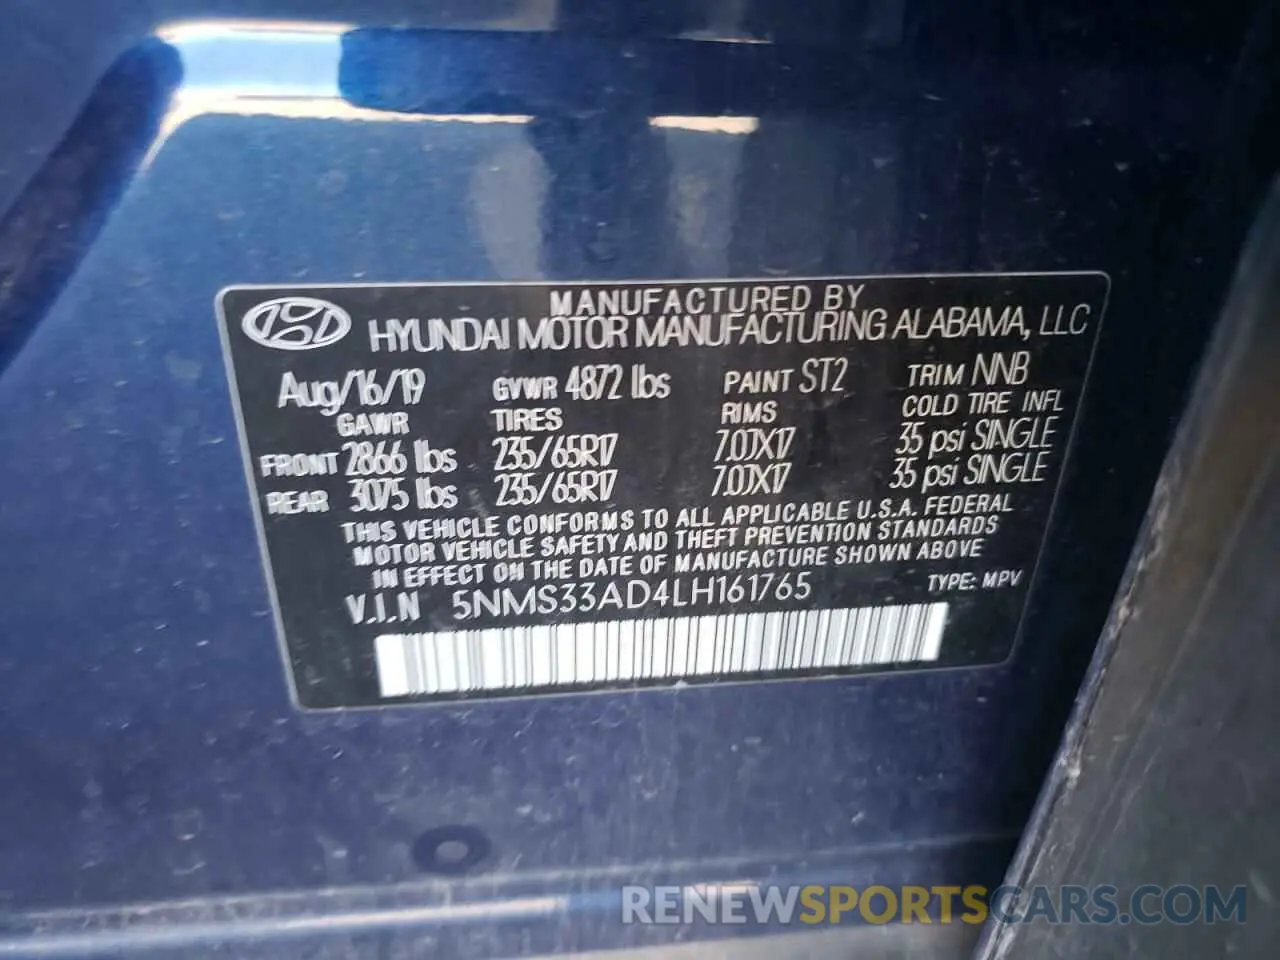 MANUFACTURED BY
HYUNDAI MOTOR MANUFACTURING ALABAMA, LLC
Aug/16/19 GVWR 4872 lbs PAINT ST2 TRIM NNB
GAWR TIRES RIMS COLD TIRE INFL
FRONT 2866 lbs 235/65R17 7.0JX17 35 psi SINGLE
REAR 3075 lbs 235/65R17 7.0JX17 35 psi SINGLE
THIS VEHICLE CONFORMS TO ALL APPLICABLE U.S.A. FEDERAL
MOTOR VEHICLE SAFETY AND THEFT PREVENTION STANDARDS
IN EFFECT ON THE DATE OF MANUFACTURE SHOWN ABOVE
V.I.N 5NMS33AD4LH161765 TYPE: MPV
RENEWSPORTSCARS.COM